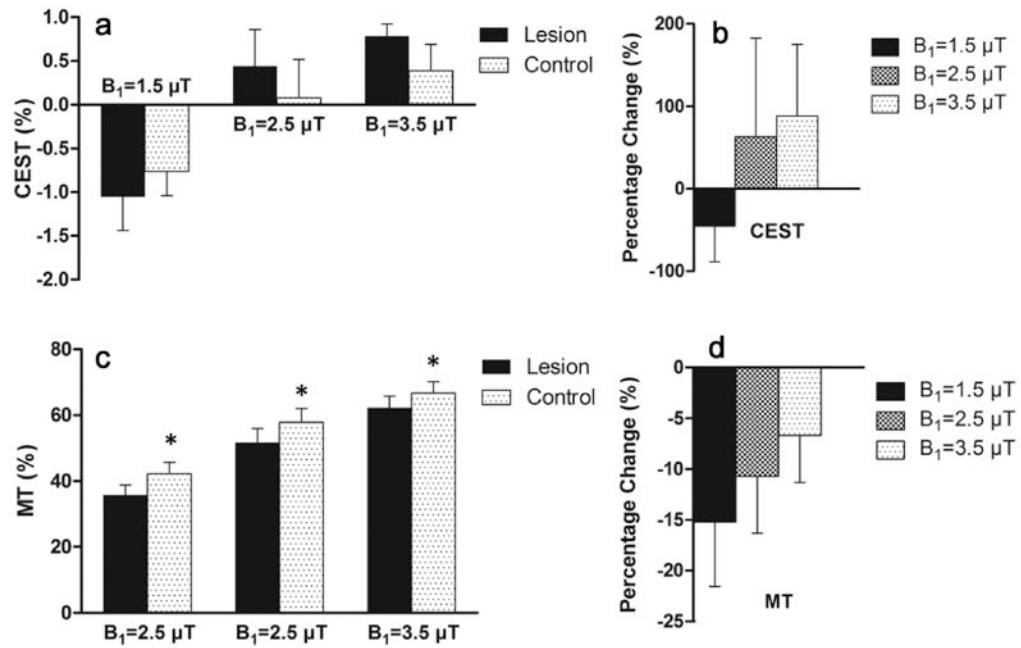 a
Lesion
Control
CEST (%)
1.0
0.5
0.0
-0.5
-1.0
-1.5
-2.0
B1=1.5 µT
B1=2.5 µT
B1=3.5 µT
b
B1=1.5 µT
B1=2.5 µT
B1=3.5 µT
Percentage Change (%)
200
100
0
-100
CEST
c
Lesion
Control
MT (%)
80
60
40
20
0
*
*
*
B1=2.5 µT
B1=2.5 µT
B1=3.5 µT
d
B1=1.5 µT
B1=2.5 µT
B1=3.5 µT
Percentage Change (%)
0
-5
-10
-15
-20
-25
MT